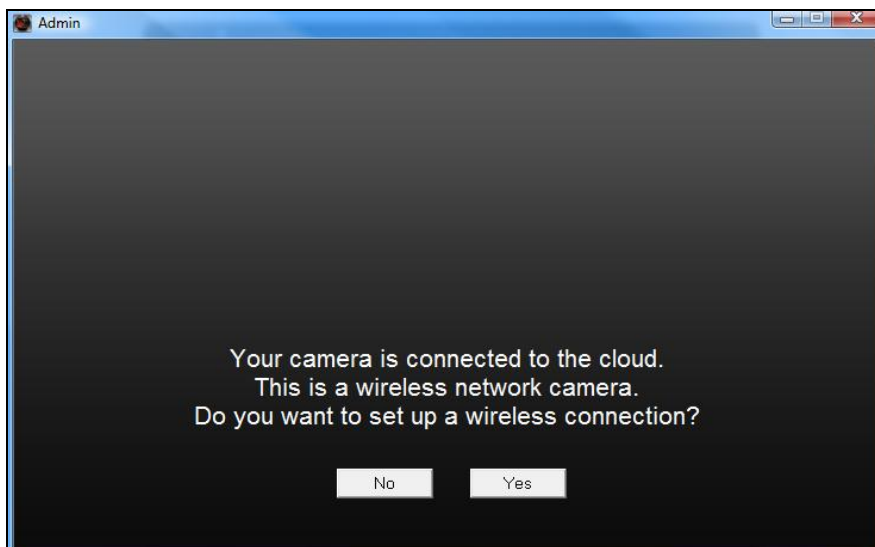 Admin
Your camera is connected to the cloud.
This is a wireless network camera.
Do you want to set up a wireless connection?
No Yes